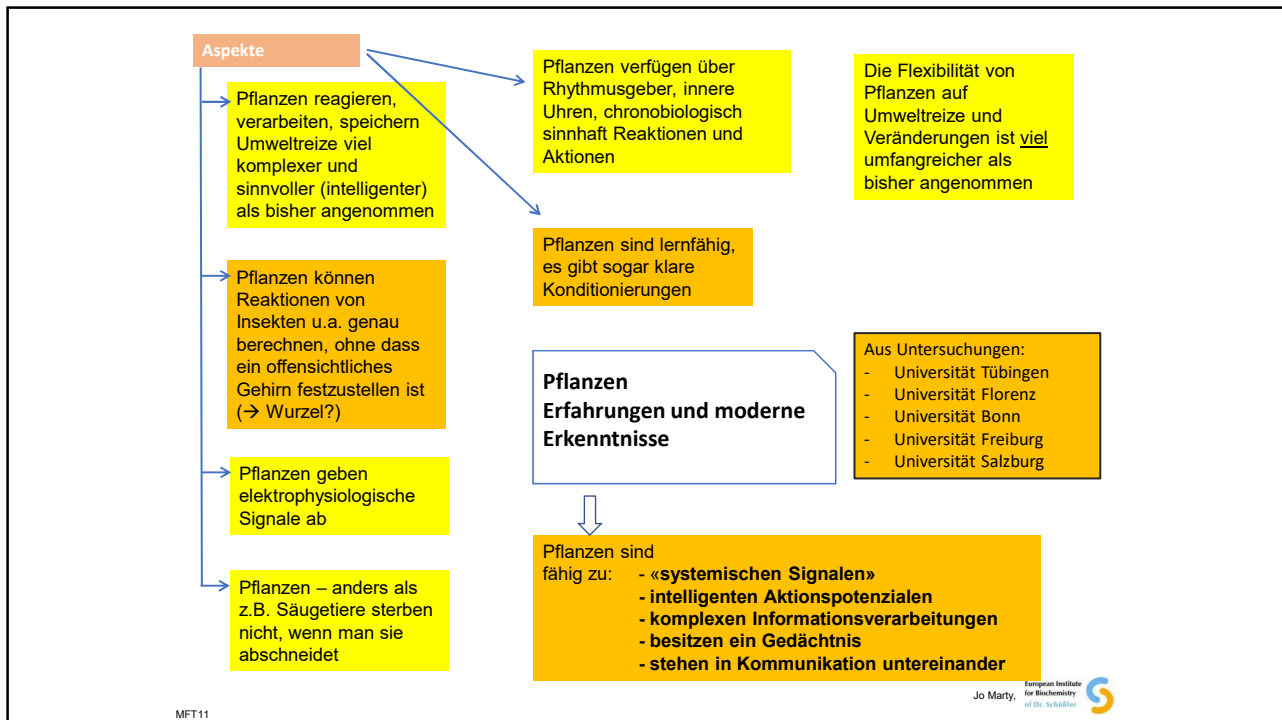 Aspekte
Pflanzen reagieren,
verarbeiten, speichern
Umweltreize viel
komplexer und
sinnvoller (intelligenter)
als bisher angenommen
Pflanzen können
Reaktionen von
Insekten u.a. genau
berechnen, ohne dass
ein offensichtliches
Gehirn festzustellen ist
(→ Wurzel?)
Pflanzen geben
elektrophysiologische
Signale ab
Pflanzen – anders als
z.B. Säugetiere sterben
nicht, wenn man sie
abschneidet
Pflanzen verfügen über
Rhythmusgeber, innere
Uhren, chronobiologisch
sinnhaft Reaktionen und
Aktionen
Pflanzen sind lernfähig,
es gibt sogar klare
Konditionierungen
Die Flexibilität von
Pflanzen auf
Umweltreize und
Veränderungen ist viel
umfangreicher als
bisher angenommen
Pflanzen
Erfahrungen und moderne
Erkenntnisse
Aus Untersuchungen:
- Universität Tübingen
- Universität Florenz
- Universität Bonn
- Universität Freiburg
- Universität Salzburg
Pflanzen sind
fähig zu: - «systemischen Signalen»
- intelligenten Aktionspotenzialen
- komplexen Informationsverarbeitungen
- besitzen ein Gedächtnis
- stehen in Kommunikation untereinander
Jo Marty,
European Institute
for Biochemistry
of Dr. Schüßler
MFT11